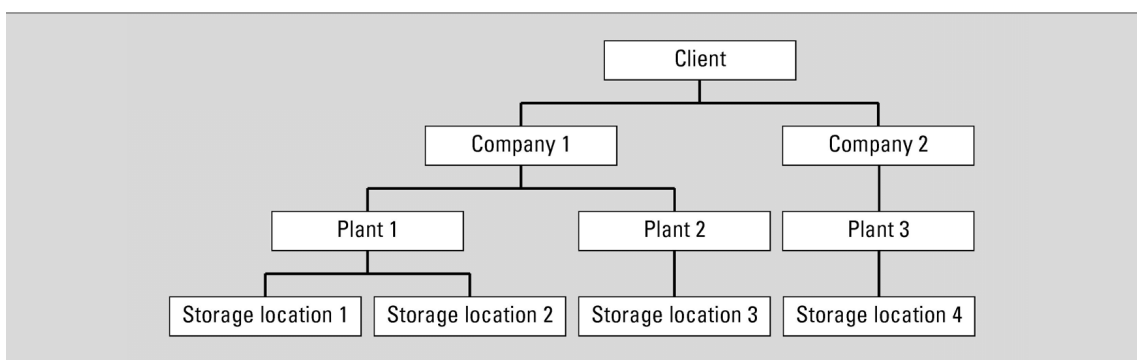 Client
Company 1
Company 2
Plant 1
Plant 2
Plant 3
Storage location 1
Storage location 2
Storage location 3
Storage location 4